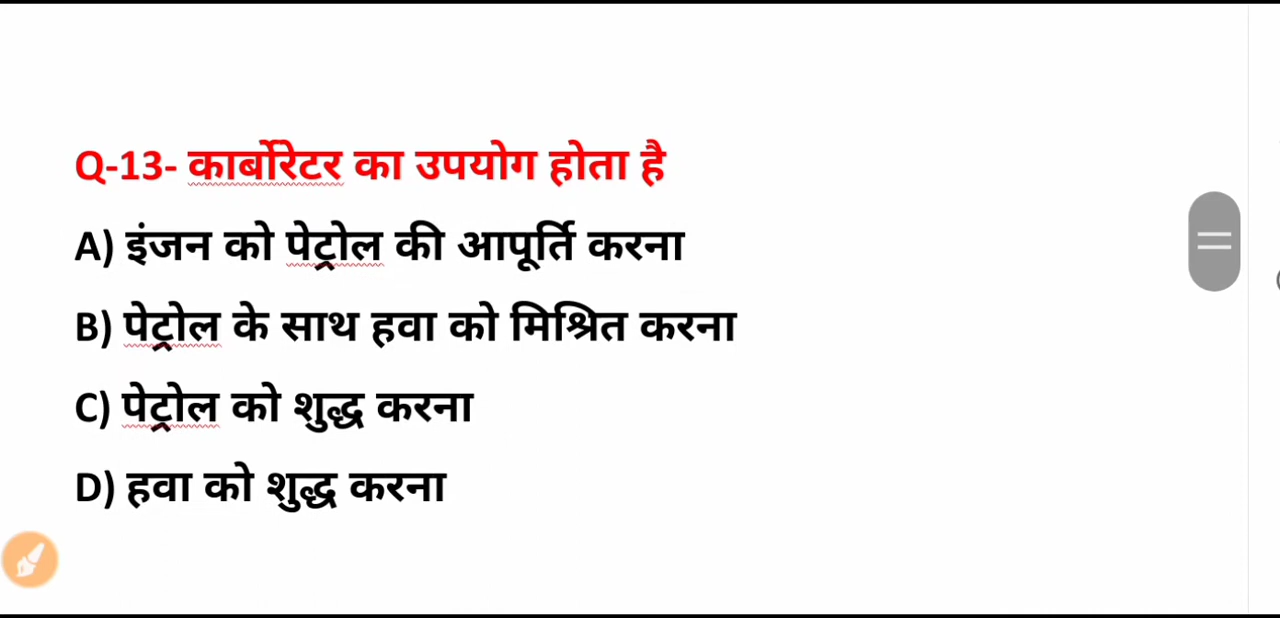 Q-13- कार्बोरेटर का उपयोग होता है
A) इंजन को पेट्रोल की आपूर्ति करना
B) पेट्रोल के साथ हवा को मिश्रित करना
C) पेट्रोल को शुद्ध करना
D) हवा को शुद्ध करना